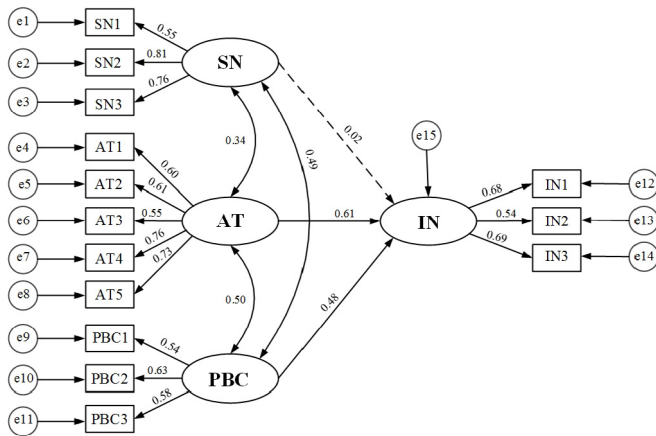 e1
SN1
0.55
e2
SN2
0.81
SN
e3
SN3
0.76
0.02
e15
e4
AT1
0.34
0.49
0.60
e5
AT2
0.61
0.68
IN1
e12
e6
AT3
0.55
AT
0.61
IN
0.54
IN2
e13
e7
AT4
0.76
0.69
IN3
e14
0.73
e8
AT5
0.50
0.48
e9
PBC1
0.54
e10
PBC2
0.63
PBC
0.58
e11
PBC3